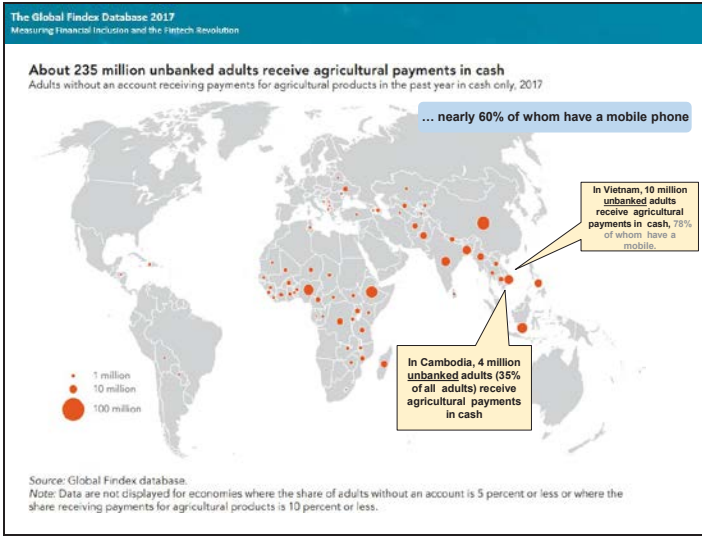 The Global Findex Database 2017
Measuring Financial Inclusion and the Fintech Revolution
About 235 million unbanked adults receive agricultural payments in cash
Adults without an account receiving payments for agricultural products in the past year in cash only, 2017
… nearly 60% of whom have a mobile phone
In Vietnam, 10 million
unbanked adults
receive agricultural
payments in cash, 78%
of whom have a
mobile.
In Cambodia, 4 million
unbanked adults (35%
of all adults) receive
agricultural payments
in cash
1 million
10 million
100 million
Source: Global Findex database.
Note: Data are not displayed for economies where the share of adults without an account is 5 percent or less or where the
share receiving payments for agricultural products is 10 percent or less.